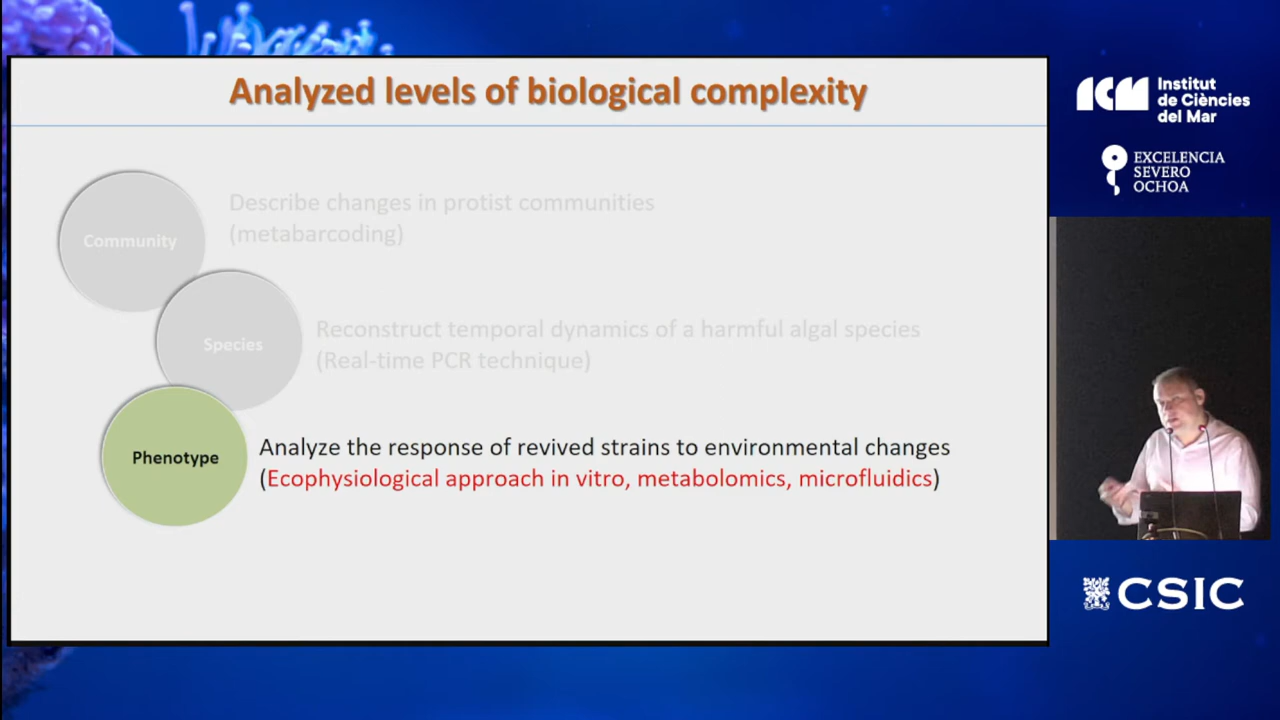 Analyzed levels of biological complexity
Community
Describe changes in protist communities
(metabarcoding)
Species
Reconstruct temporal dynamics of a harmful algal species
(Real-time PCR technique)
Phenotype
Analyze the response of revived strains to environmental changes
(Ecophysiological approach in vitro, metabolomics, microfluidics)
ICM
Institut
de Ciències
del Mar
EXCELENCIA
SEVERO
OCHOA
CSIC